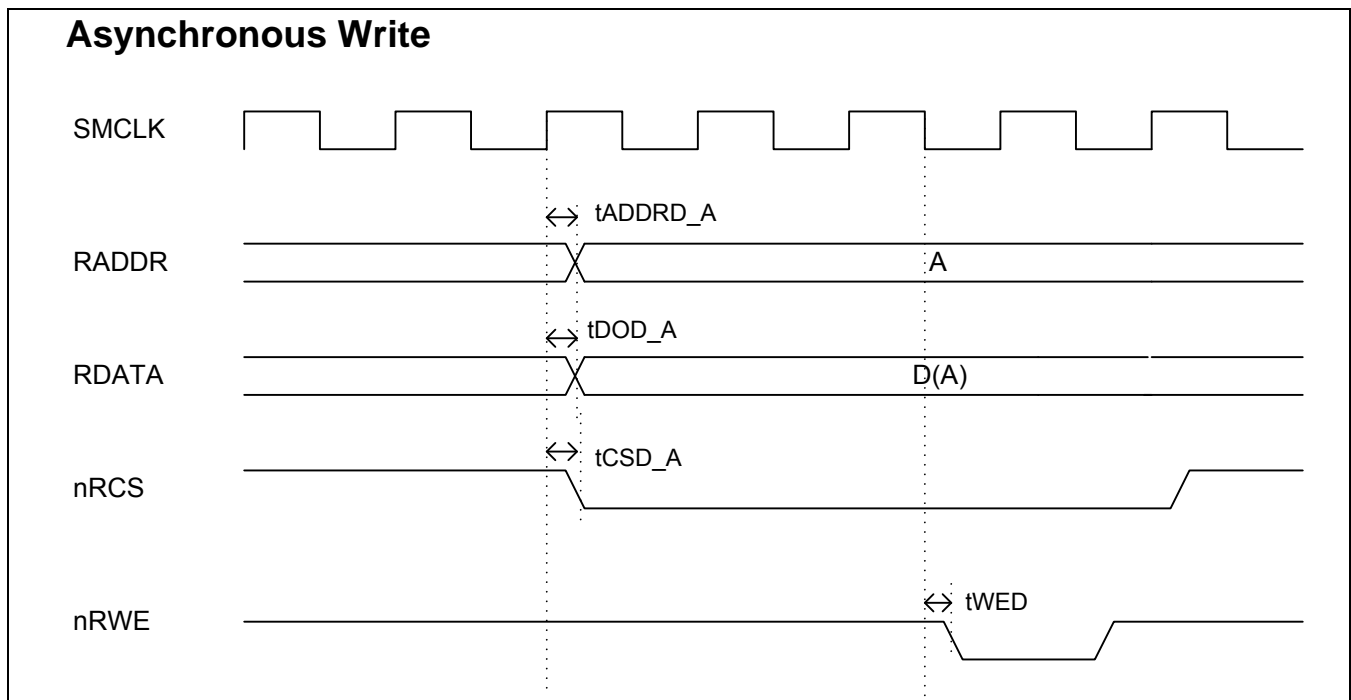 Asynchronous Write
SMCLK
tADDRD_A
RADDR
A
tDOD_A
RDATA
D(A)
tCSD_A
nRCS
tWED
nRWE